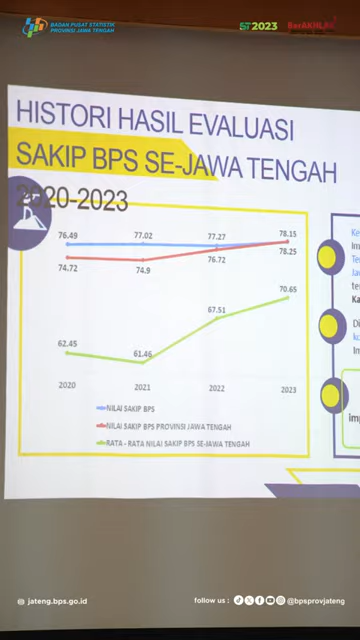 BADAN PUSAT STATISTIK
PROVINSI JAWA TENGAH
ST2023
BerAKHLAK
HISTORI HASIL EVALUASI
SAKIP BPS SE-JAWA TENGAH
2020-2023
76.49 77.02 77.27 78.15
74.72 74.9 76.72 78.25
62.45 61.46 67.51 70.65
2020 2021 2022 2023
NILAI SAKIP BPS
NILAI SAKIP BPS PROVINSI JAWA TENGAH
RATA - RATA NILAI SAKIP BPS SE-JAWA TENGAH
jateng.bps.go.id
follow us :
@bpsprovjateng